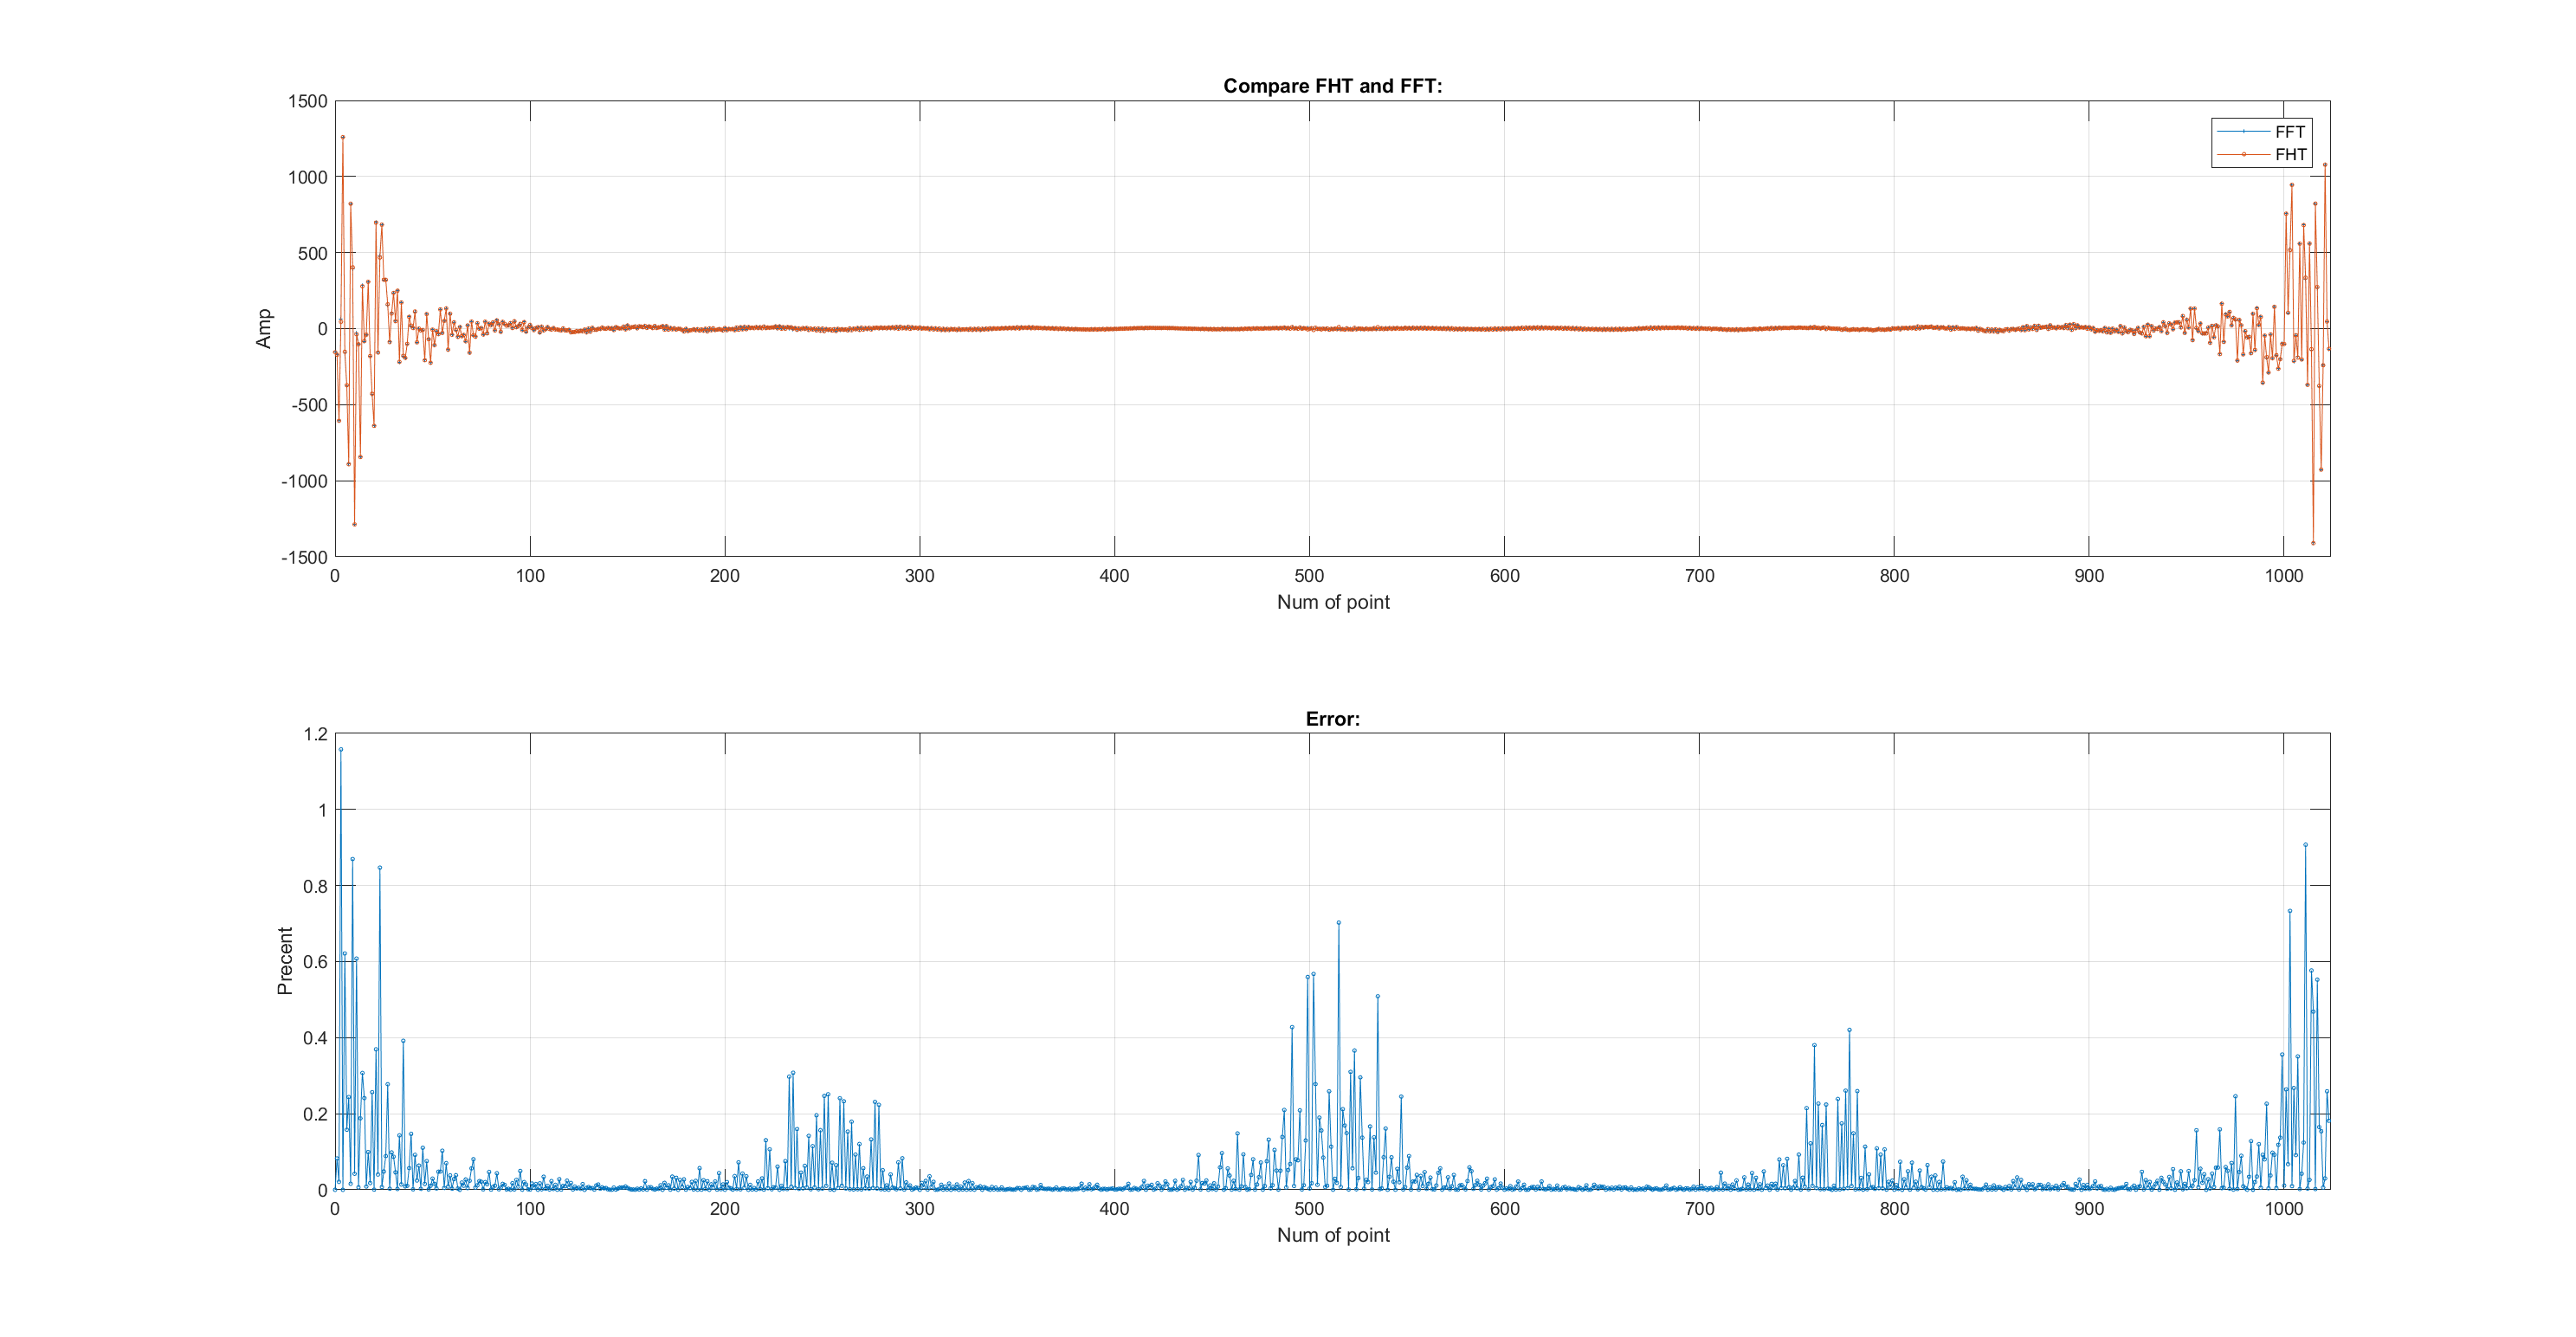 Compare FHT and FFT:
1500
1000
500
0
-500
-1000
-1500
Amp
FFT
FHT
0 100 200 300 400 500 600 700 800 900 1000
Num of point
Error:
1.2
1
0.8
0.6
0.4
0.2
0
Precent
0 100 200 300 400 500 600 700 800 900 1000
Num of point